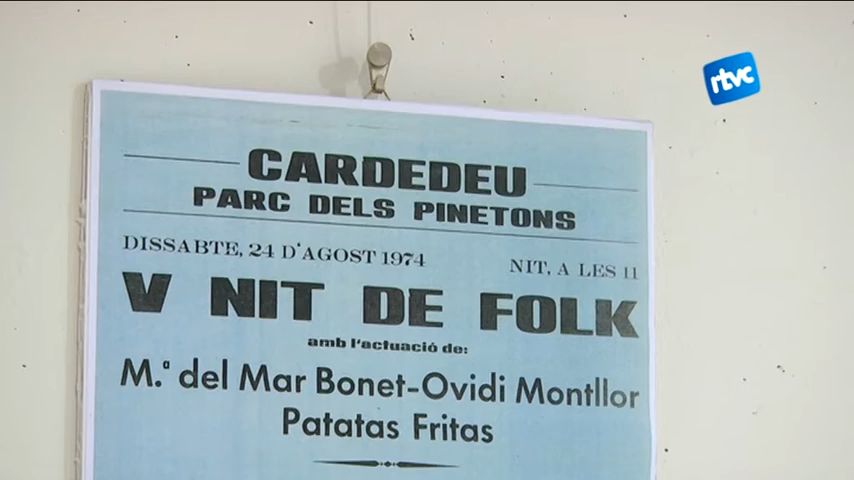 rtvc
CARDEDEU
PARC DELS PINETONS
DISSABTE, 24 D'AGOST 1974 NIT, A LES 11
V NIT DE FOLK
amb l'actuació de:
M.ª del Mar Bonet-Ovidi Montllor
Patatas Fritas